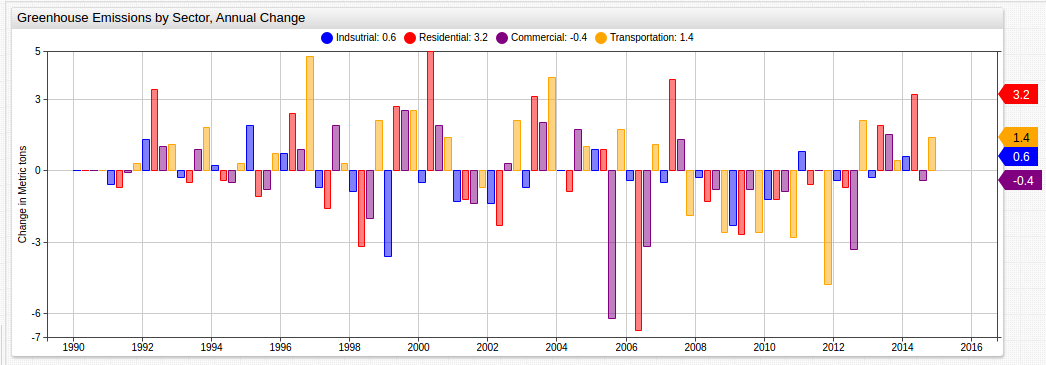 Greenhouse Emissions by Sector, Annual Change
Indsutrial: 0.6 Residential: 3.2 Commercial: -0.4 Transportation: 1.4
5
3
0
-3
-6
-7
Change in Metric tons
3.2
1.4
0.6
-0.4
1990 1992 1994 1996 1998 2000 2002 2004 2006 2008 2010 2012 2014 2016